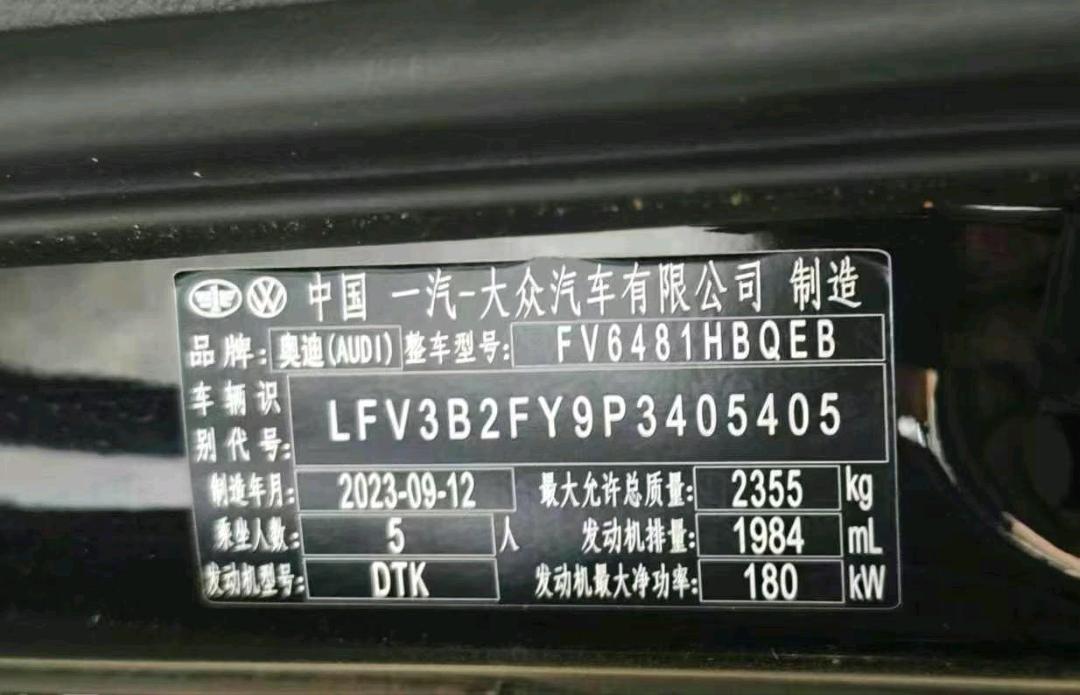 中国 一汽-大众汽车有限公司 制造
品牌: 奥迪(AUDI) 整车型号: FV6481HBQEB
车辆识别代号: LFV3B2FY9P3405405
制造年月: 2023-09-12 最大允许总质量: 2355 kg
乘坐人数: 5 人 发动机排量: 1984 mL
发动机型号: DTK 发动机最大净功率: 180 kW